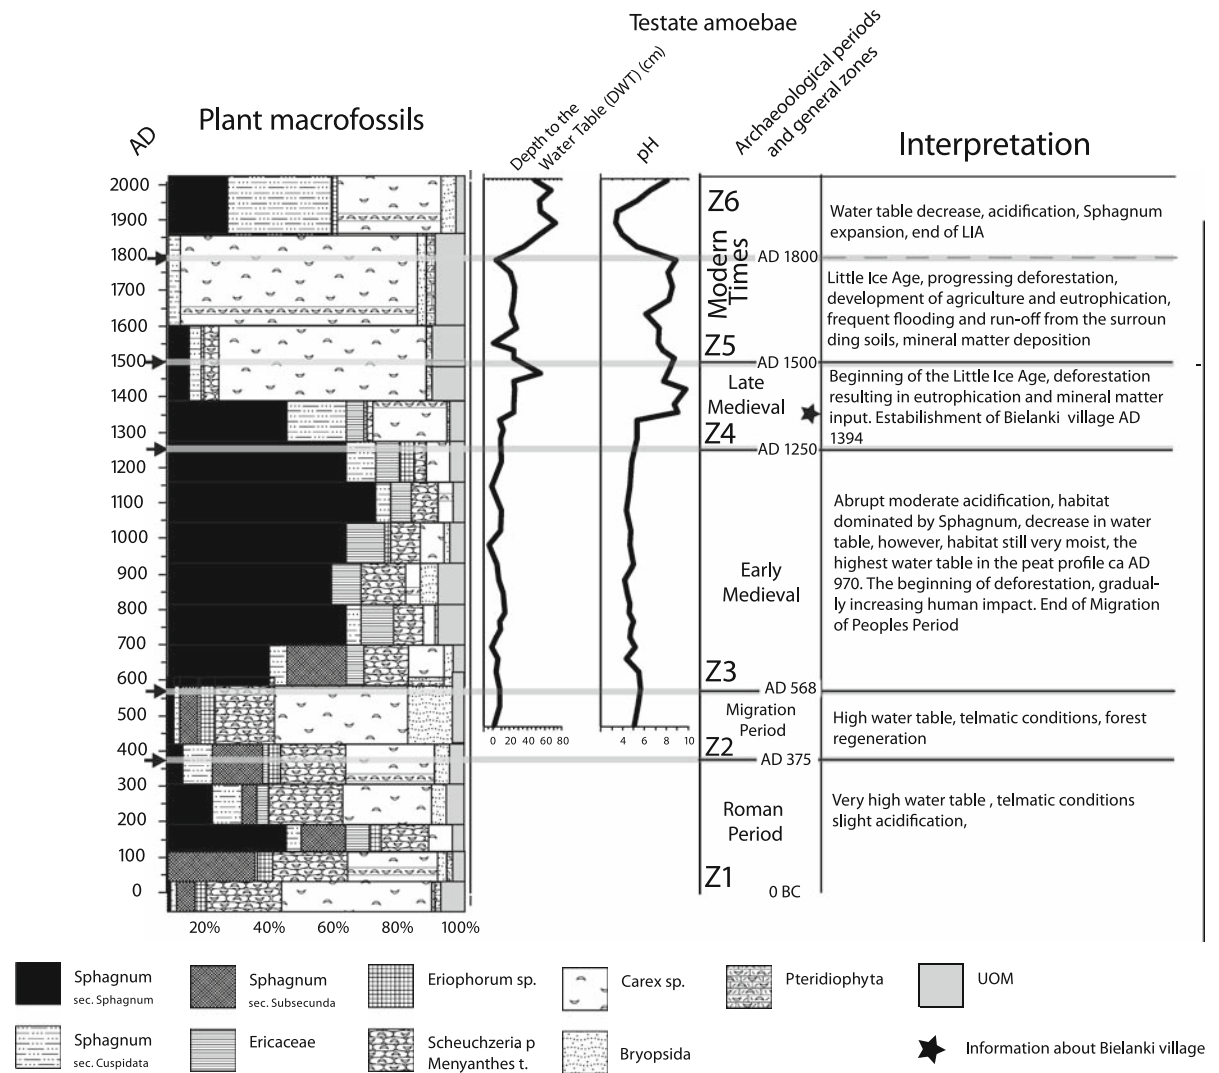 Testate amoebae
Plant macrofossils
AD
Depth to the
Water Table (DWT) (cm)
pH
Archaeoological periods
and general zones
Interpretation
2000
1900
1800
1700
1600
1500
1400
1300
1200
1100
1000
900
800
700
600
500
400
300
200
100
0
20%
40%
60%
80%
100%
0 20 40 60 80
4 6 8 10
Z6
Modern
Times
AD 1800
Z5
AD 1500
Late
Medieval
Z4
AD 1250
Early
Medieval
Z3
AD 568
Migration
Period
Z2
AD 375
Roman
Period
Z1
0 BC
Water table decrease, acidification, Sphagnum
expansion, end of LIA
Little Ice Age, progressing deforestation,
development of agriculture and eutrophication,
frequent flooding and run-off from the surroun
ding soils, mineral matter deposition
Beginning of the Little Ice Age, deforestation
resulting in eutrophication and mineral matter
input. Estabilishment of Bielanki village AD
1394
Abrupt moderate acidification, habitat
dominated by Sphagnum, decrease in water
table, however, habitat still very moist, the
highest water table in the peat profile ca AD
970. The beginning of deforestation, gradual-
ly increasing human impact. End of Migration
of Peoples Period
High water table, telmatic conditions, forest
regeneration
Very high water table , telmatic conditions
slight acidification,
Sphagnum
sec. Sphagnum
Sphagnum
sec. Subsecunda
Eriophorum sp.
Carex sp.
Pteridiophyta
UOM
Sphagnum
sec. Cuspidata
Ericaceae
Scheuchzeria p
Menyanthes t.
Bryopsida
Information about Bielanki village